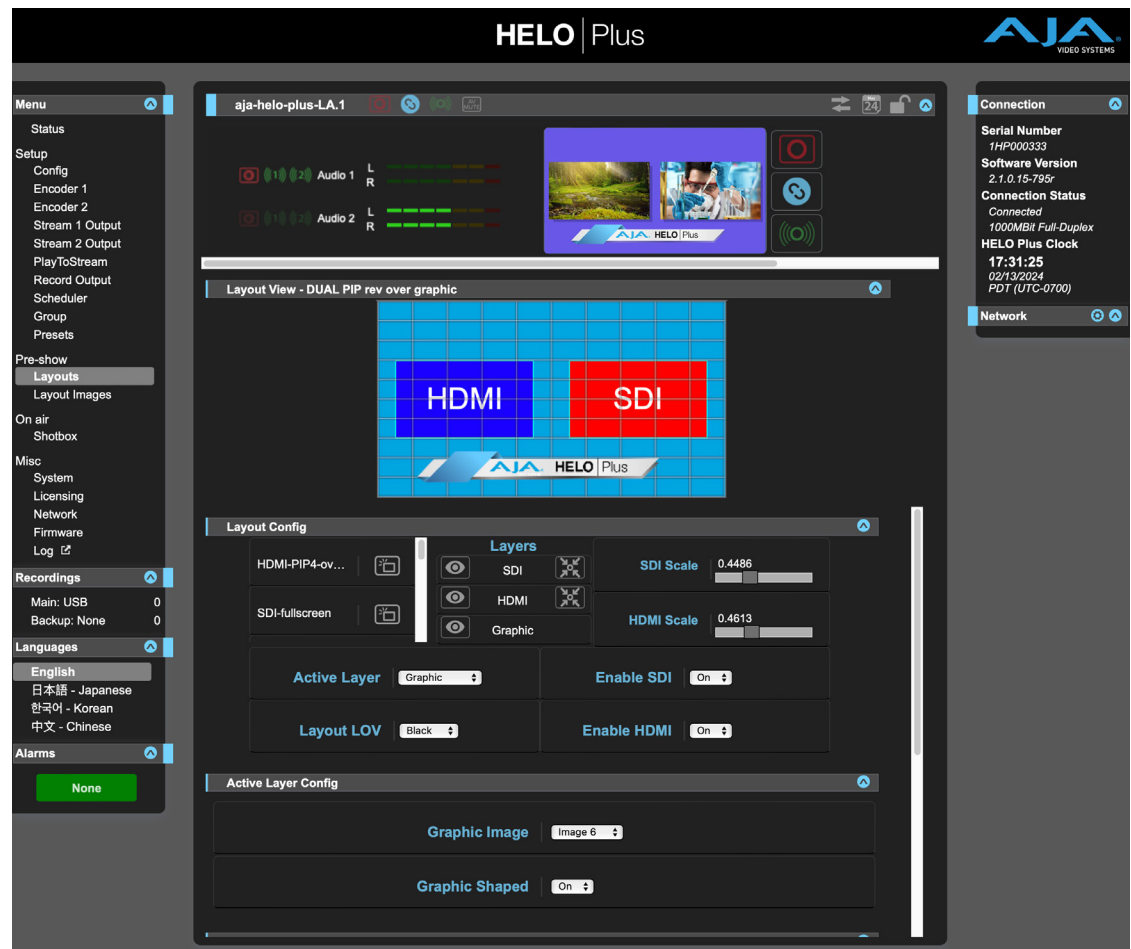 HELO Plus
AJA
VIDEO SYSTEMS
Menu
Status
Setup
Config
Encoder 1
Encoder 2
Stream 1 Output
Stream 2 Output
PlayToStream
Record Output
Scheduler
Group
Presets
Pre-show
Layouts
Layout Images
On air
Shotbox
Misc
System
Licensing
Network
Firmware
Log
Recordings
Main: USB 0
Backup: None 0
Languages
English
日本語 - Japanese
한국어 - Korean
中文 - Chinese
Alarms
None
aja-helo-plus-LA.1
AV MUTE
24
1 2 Audio 1 L
R
1 2 Audio 2 L
R
AJA HELO Plus
Layout View - DUAL PIP rev over graphic
HDMI SDI
AJA HELO Plus
Layout Config
HDMI-PIP4-ov...
SDI-fullscreen
Layers
SDI
HDMI
Graphic
SDI Scale 0.4486
HDMI Scale 0.4613
Active Layer Graphic
Enable SDI On
Layout LOV Black
Enable HDMI On
Active Layer Config
Graphic Image Image 6
Graphic Shaped On
Connection
Serial Number
1HP000333
Software Version
2.1.0.15-795r
Connection Status
Connected
1000MBit Full-Duplex
HELO Plus Clock
17:31:25
02/13/2024
PDT (UTC-0700)
Network